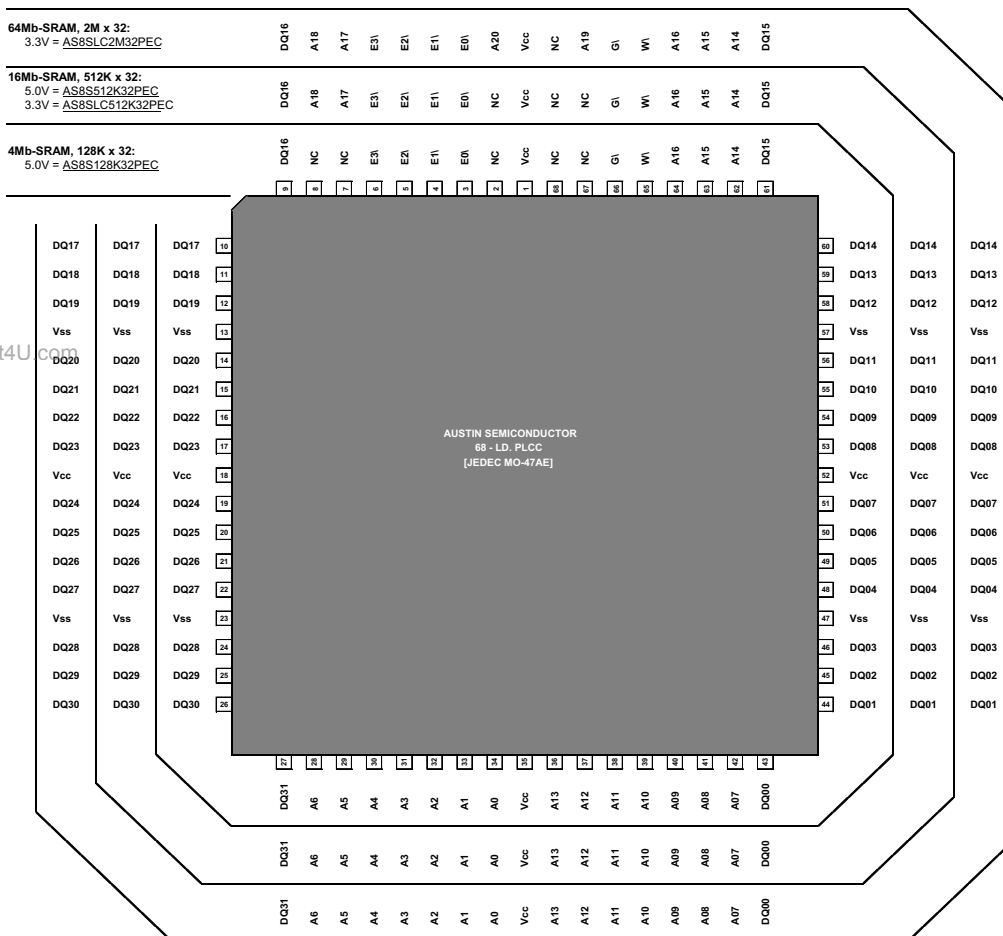 64Mb-SRAM, 2M x 32:
3.3V = AS8SLC2M32PEC
DQ16 A18 A17 E3\ E2\ E1\ E0\ A20 Vcc NC A19 G\ W\ A16 A15 A14 DQ15
16Mb-SRAM, 512K x 32:
5.0V = AS8S512K32PEC
3.3V = AS8SLC512K32PEC
DQ16 A18 A17 E3\ E2\ E1\ E0\ NC Vcc NC NC G\ W\ A16 A15 A14 DQ15
4Mb-SRAM, 128K x 32:
5.0V = AS8S128K32PEC
DQ16 NC NC E3\ E2\ E1\ E0\ NC Vcc NC NC G\ W\ A16 A15 A14 DQ15
9 8 7 6 5 4 3 2 1 68 67 66 65 64 63 62 61
DQ17 DQ17 DQ17 10 60 DQ14 DQ14 DQ14
DQ18 DQ18 DQ18 11 59 DQ13 DQ13 DQ13
DQ19 DQ19 DQ19 12 58 DQ12 DQ12 DQ12
Vss Vss Vss 13 57 Vss Vss Vss
t4U.com
DQ20 DQ20 DQ20 14 56 DQ11 DQ11 DQ11
DQ21 DQ21 DQ21 15 55 DQ10 DQ10 DQ10
DQ22 DQ22 DQ22 16 54 DQ09 DQ09 DQ09
AUSTIN SEMICONDUCTOR
68 - LD. PLCC
[JEDEC MO-47AE]
DQ23 DQ23 DQ23 17 53 DQ08 DQ08 DQ08
Vcc Vcc Vcc 18 52 Vcc Vcc Vcc
DQ24 DQ24 DQ24 19 51 DQ07 DQ07 DQ07
DQ25 DQ25 DQ25 20 50 DQ06 DQ06 DQ06
DQ26 DQ26 DQ26 21 49 DQ05 DQ05 DQ05
DQ27 DQ27 DQ27 22 48 DQ04 DQ04 DQ04
Vss Vss Vss 23 47 Vss Vss Vss
DQ28 DQ28 DQ28 24 46 DQ03 DQ03 DQ03
DQ29 DQ29 DQ29 25 45 DQ02 DQ02 DQ02
DQ30 DQ30 DQ30 26 44 DQ01 DQ01 DQ01
27 28 29 30 31 32 33 34 35 36 37 38 39 40 41 42 43
DQ31 A6 A5 A4 A3 A2 A1 A0 Vcc A13 A12 A11 A10 A09 A08 A07 DQ00
DQ31 A6 A5 A4 A3 A2 A1 A0 Vcc A13 A12 A11 A10 A09 A08 A07 DQ00
DQ31 A6 A5 A4 A3 A2 A1 A0 Vcc A13 A12 A11 A10 A09 A08 A07 DQ00